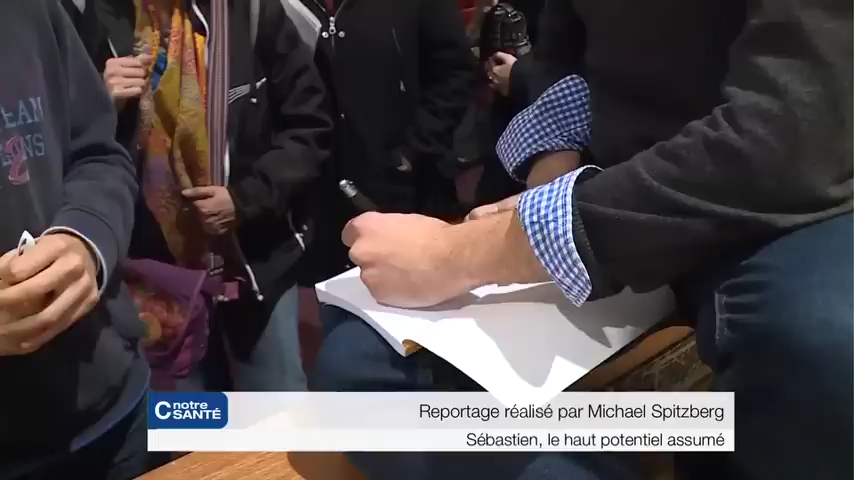 notre
C SANTÉ
Reportage réalisé par Michael Spitzberg
Sébastien, le haut potentiel assumé